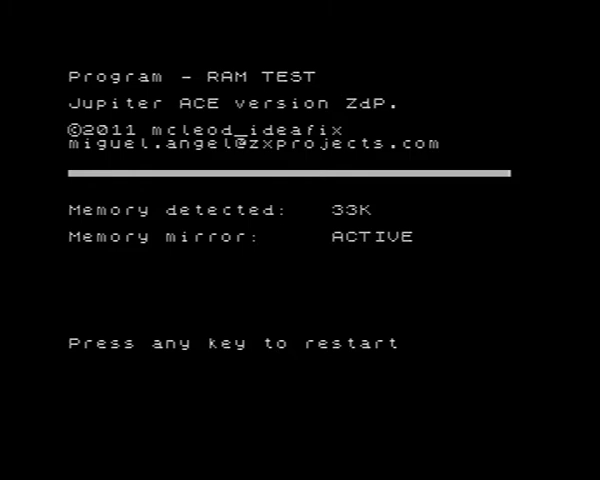 Program - RAM TEST
Jupiter ACE version ZdP.
©2011 mcleod_ideafix
miguel.angel@zxprojects.com
Memory detected: 33K
Memory mirror: ACTIVE
Press any key to restart